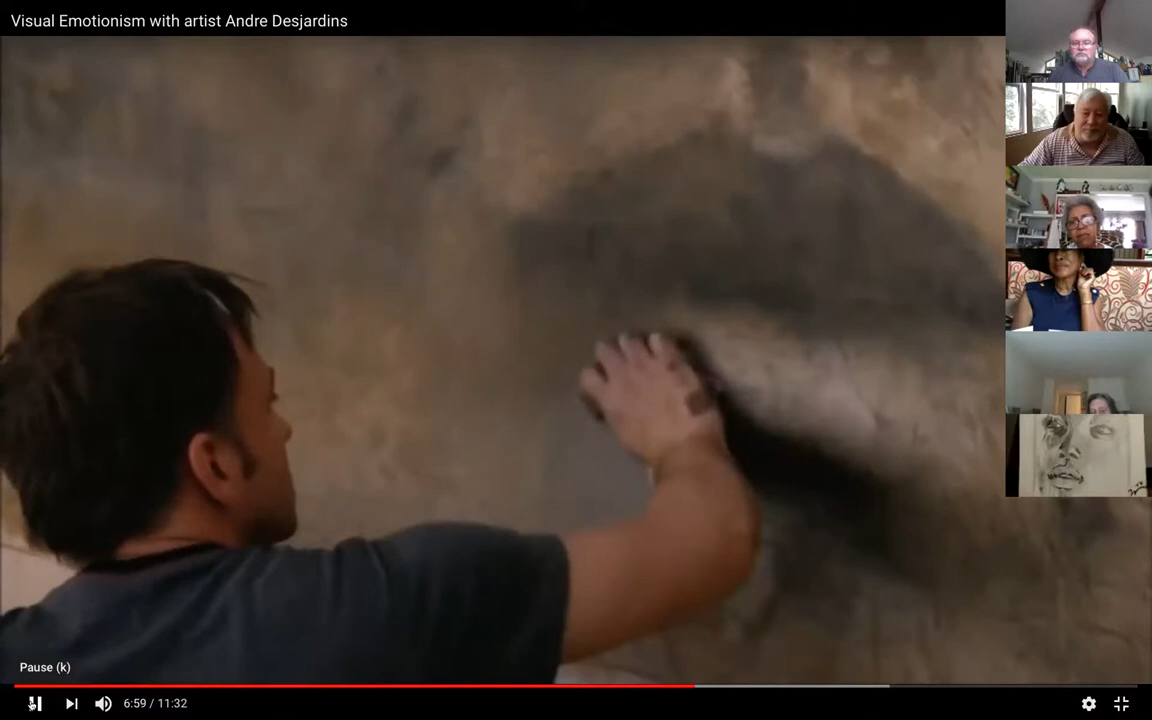 Visual Emotionism with artist Andre Desjardins
Pause (k)
6:59 / 11:32